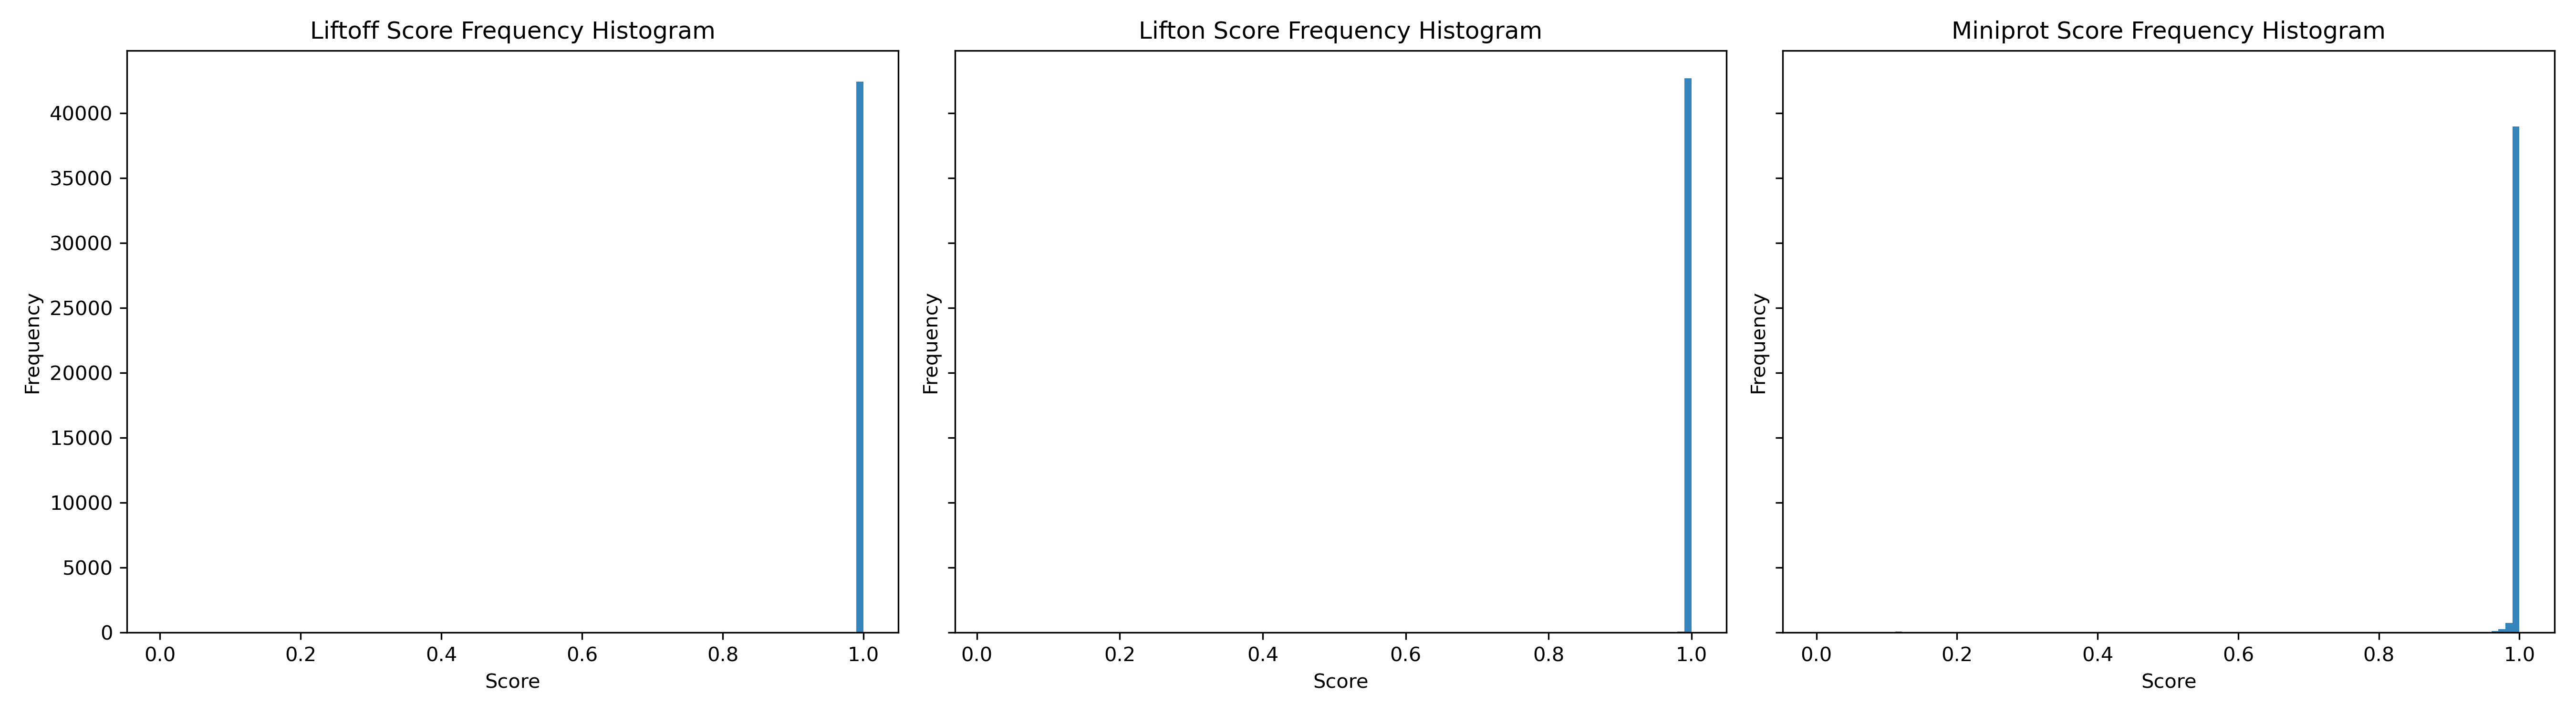 Liftoff Score Frequency Histogram
Frequency
40000
35000
30000
25000
20000
15000
10000
5000
0
0.0 0.2 0.4 0.6 0.8 1.0
Score
Lifton Score Frequency Histogram
Frequency
0.0 0.2 0.4 0.6 0.8 1.0
Score
Miniprot Score Frequency Histogram
Frequency
0.0 0.2 0.4 0.6 0.8 1.0
Score